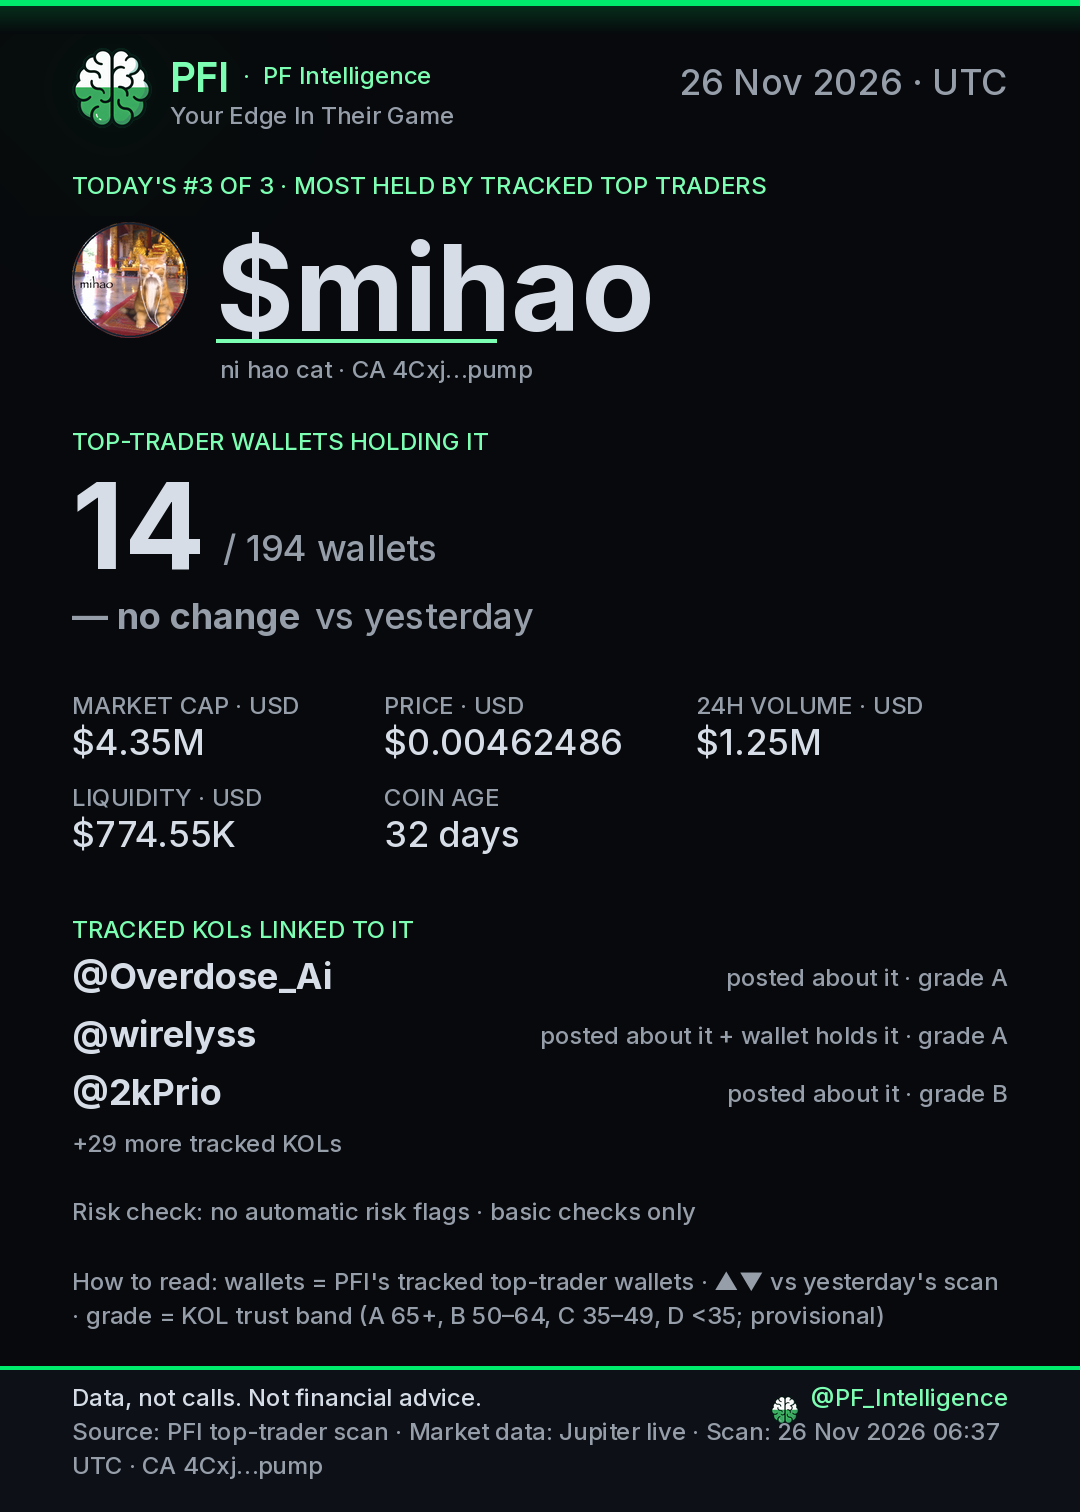 PFI · PF Intelligence
Your Edge In Their Game
26 Nov 2026 · UTC
TODAY'S #3 OF 3 · MOST HELD BY TRACKED TOP TRADERS
mihao
$mihao
ni hao cat · CA 4Cxj…pump
TOP-TRADER WALLETS HOLDING IT
14 / 194 wallets
— no change vs yesterday
MARKET CAP · USD
$4.35M
PRICE · USD
$0.00462486
24H VOLUME · USD
$1.25M
LIQUIDITY · USD
$774.55K
COIN AGE
32 days
TRACKED KOLs LINKED TO IT
@Overdose_Ai posted about it · grade A
@wirelyss posted about it + wallet holds it · grade A
@2kPrio posted about it · grade B
+29 more tracked KOLs
Risk check: no automatic risk flags · basic checks only
How to read: wallets = PFI's tracked top-trader wallets · ▲▼ vs yesterday's scan
· grade = KOL trust band (A 65+, B 50–64, C 35–49, D <35; provisional)
Data, not calls. Not financial advice.
@PF_Intelligence
Source: PFI top-trader scan · Market data: Jupiter live · Scan: 26 Nov 2026 06:37
UTC · CA 4Cxj…pump